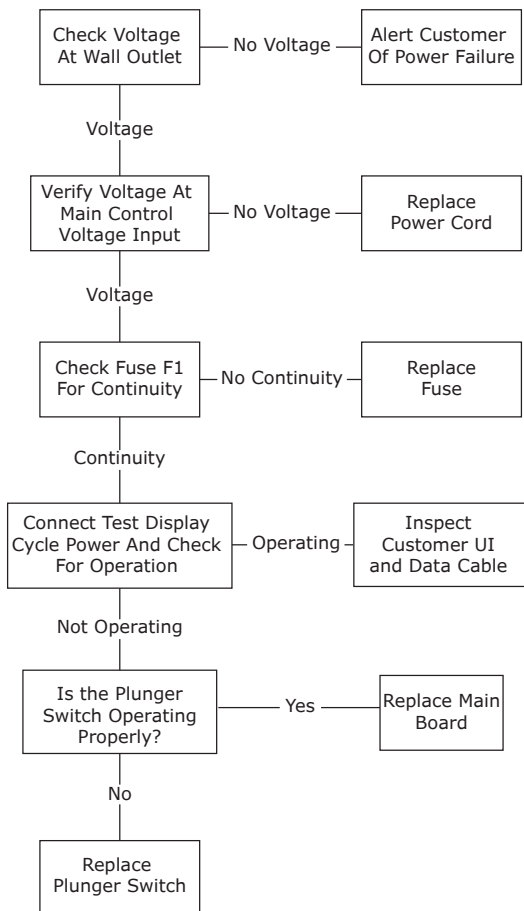 Check Voltage
At Wall Outlet
No Voltage
Alert Customer
Of Power Failure
Voltage
Verify Voltage At
Main Control
Voltage Input
No Voltage
Replace
Power Cord
Voltage
Check Fuse F1
For Continuity
No Continuity
Replace
Fuse
Continuity
Connect Test Display
Cycle Power And Check
For Operation
Operating
Inspect
Customer UI
and Data Cable
Not Operating
Is the Plunger
Switch Operating
Properly?
Yes
Replace Main
Board
No
Replace
Plunger Switch